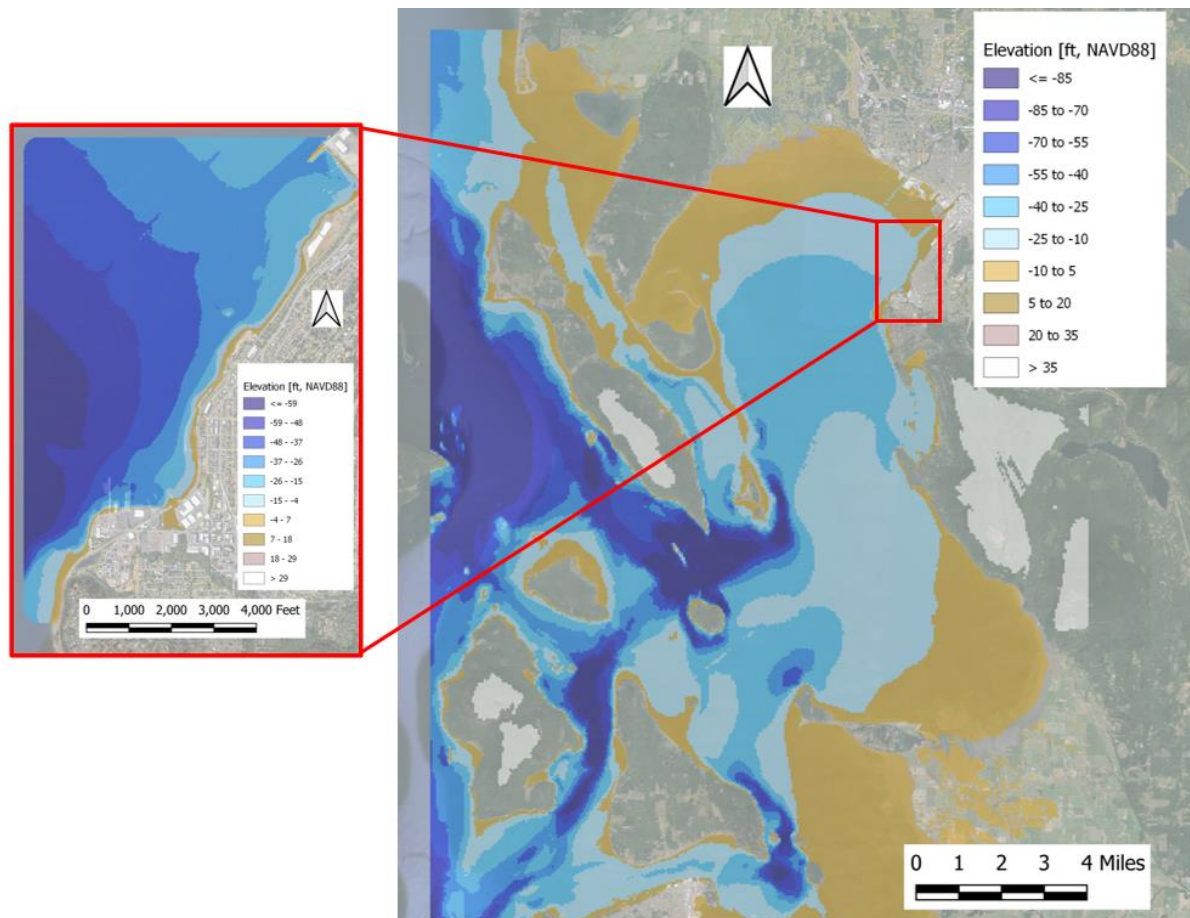 Elevation [ft, NAVD88]
<= -85
-85 to -70
-70 to -55
-55 to -40
-40 to -25
-25 to -10
-10 to 5
5 to 20
20 to 35
> 35
Elevation [ft, NAVD88]
<= -59
-59 - -48
-48 - -37
-37 - -26
-26 - -15
-15 - -4
-4 - 7
7 - 18
18 - 29
> 29
0 1,000 2,000 3,000 4,000 Feet
0 1 2 3 4 Miles